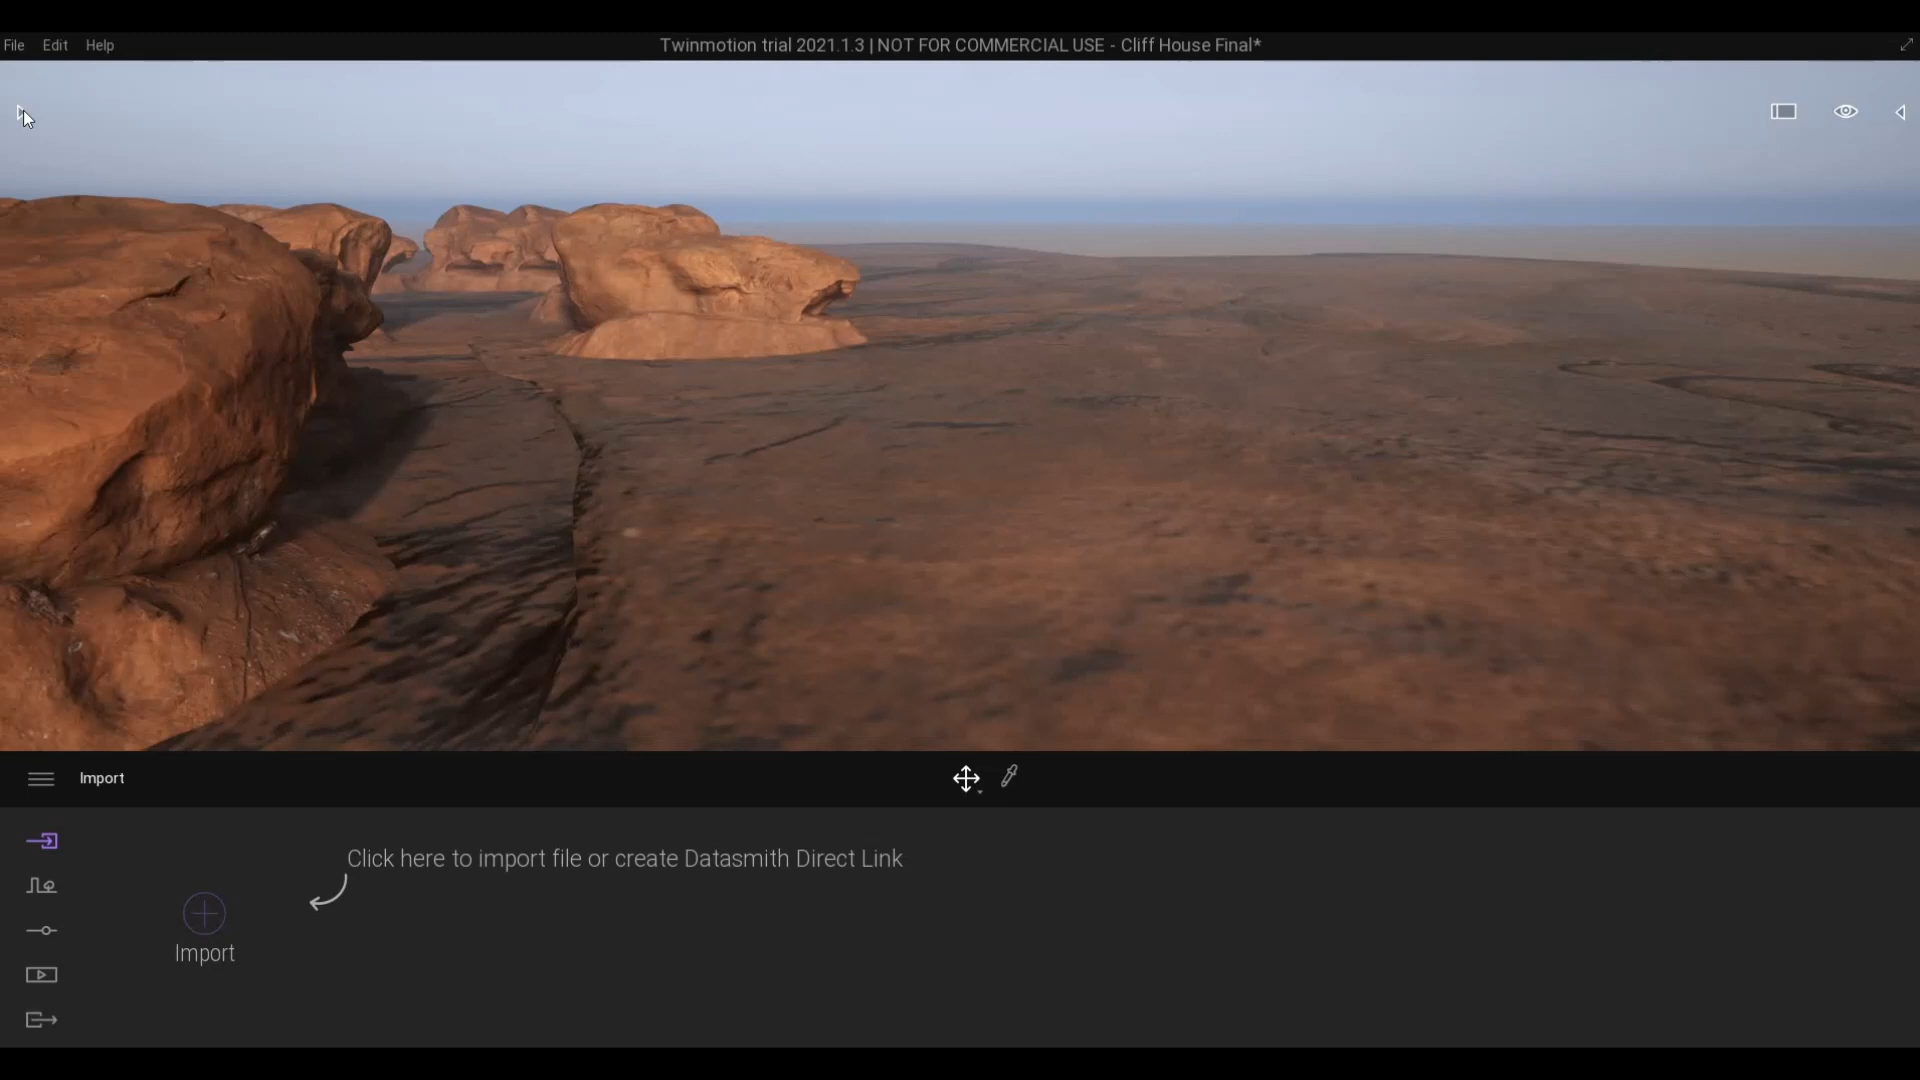 File Edit Help
Twinmotion trial 2021.1.3 | NOT FOR COMMERCIAL USE - Cliff House Final*
Import
Click here to import file or create Datasmith Direct Link
Import